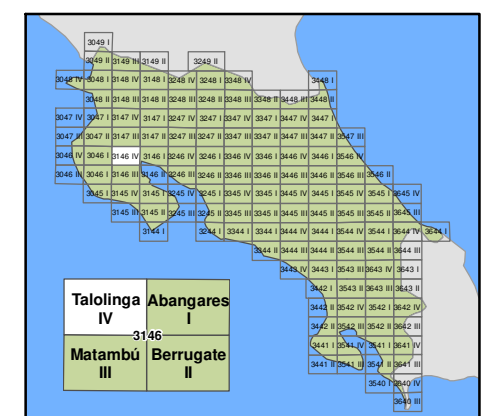 3049 I
3049 II 3149 III 3149 II 3249 II
3048 IV 3048 I 3148 IV 3148 I 3248 IV 3248 I 3348 IV 3448 I
3048 II 3148 III 3148 II 3248 III 3248 II 3348 III 3348 II 3448 III 3448 II
3047 IV 3047 I 3147 IV 3147 I 3247 IV 3247 I 3347 IV 3347 I 3447 IV 3447 I
3047 III 3047 II 3147 III 3147 II 3247 III 3247 II 3347 III 3347 II 3447 III 3447 II 3547 III
3046 IV 3046 I 3146 IV 3146 I 3246 IV 3246 I 3346 IV 3346 I 3446 IV 3446 I 3546 IV
3046 III 3046 II 3146 III 3146 II 3246 III 3246 II 3346 III 3346 II 3446 III 3446 II 3546 III 3546 II
3045 I 3145 IV 3145 I 3245 IV 3245 I 3345 IV 3345 I 3445 IV 3445 I 3545 IV 3545 I 3645 IV
3145 III 3145 II 3245 III 3245 II 3345 III 3345 II 3445 III 3445 II 3545 III 3545 II 3645 III
3144 I 3244 I 3344 IV 3344 I 3444 IV 3444 I 3544 IV 3544 I 3644 IV 3644 I
3344 II 3444 III 3444 II 3544 III 3544 II 3644 III
3443 IV 3443 I 3543 IV 3543 I 3643 IV 3643 I
3442 I 3543 II 3643 III 3643 II
3442 II 3542 IV 3542 I 3642 IV
3442 II 3542 III 3542 II 3642 III
3441 I 3541 IV 3541 I 3641 IV
3441 II 3541 III 3541 II 3641 III
3540 I 3640 IV
3640 III
Talolinga
IV
Abangares
I
3146
Matambú
III
Berrugate
II